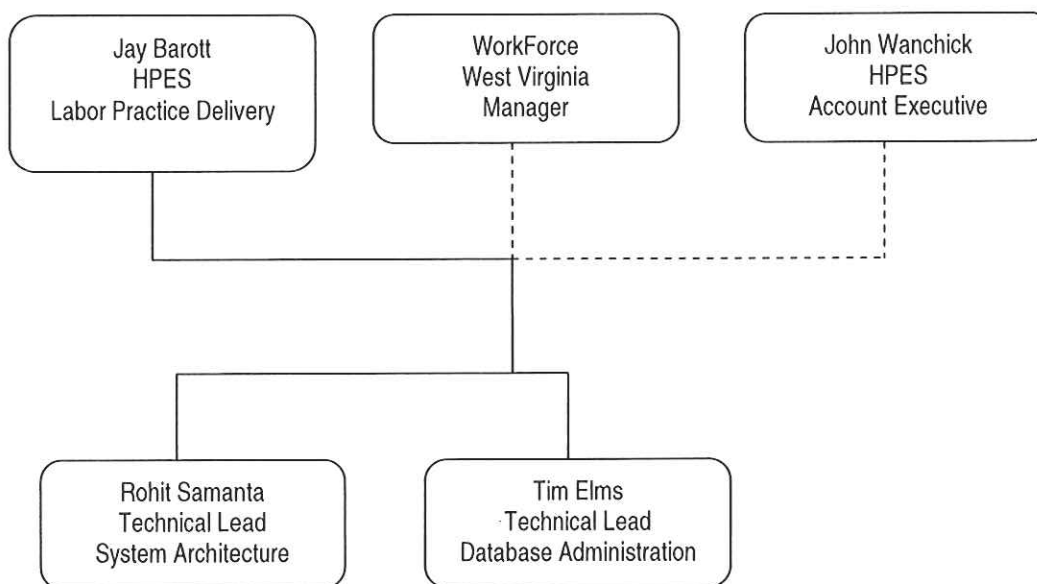 Jay Barott
HPES
Labor Practice Delivery
WorkForce
West Virginia
Manager
John Wanchick
HPES
Account Executive
Rohit Samanta
Technical Lead
System Architecture
Tim Elms
Technical Lead
Database Administration